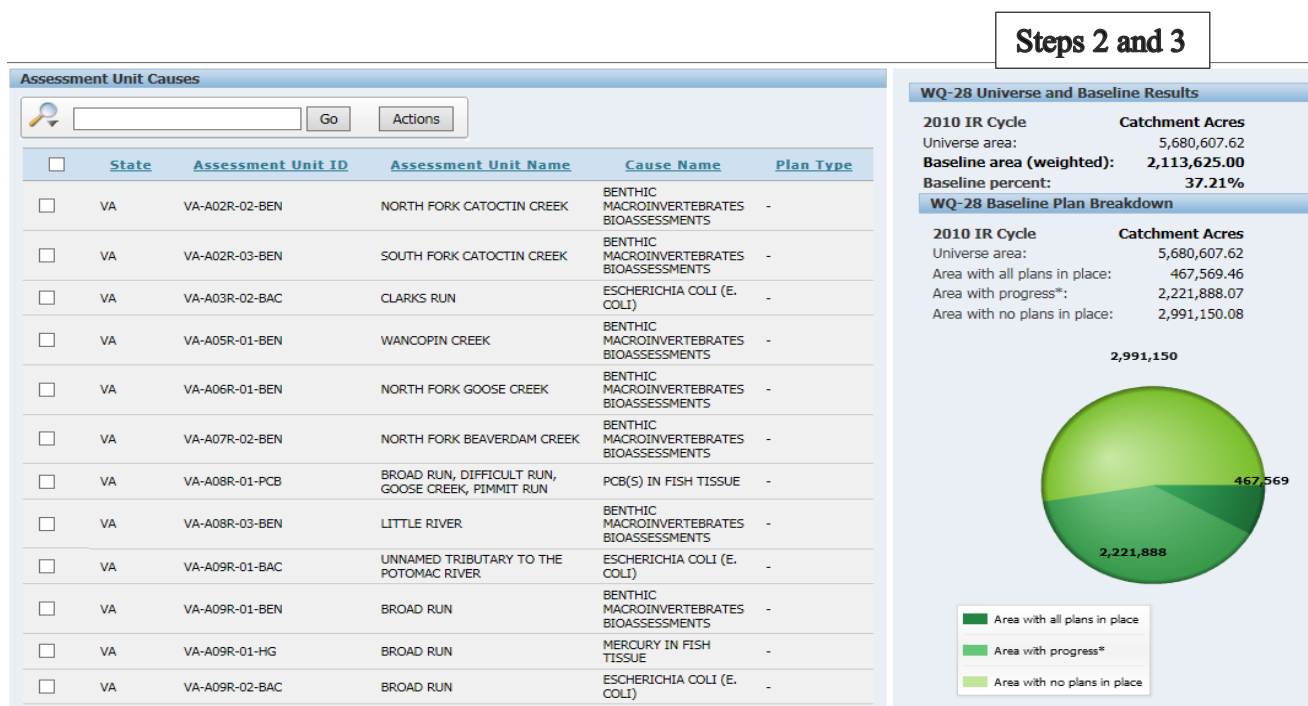 Steps 2 and 3
Assessment Unit Causes
Go
Actions
State Assessment Unit ID Assessment Unit Name Cause Name Plan Type
VA VA-A02R-02-BEN NORTH FORK CATOCTIN CREEK BENTHIC
MACROINVERTEBRATES -
BIOASSESSMENTS
VA VA-A02R-03-BEN SOUTH FORK CATOCTIN CREEK BENTHIC
MACROINVERTEBRATES -
BIOASSESSMENTS
VA VA-A03R-02-BAC CLARKS RUN ESCHERICHIA COLI (E. -
COLI)
VA VA-A05R-01-BEN WANCOPIN CREEK BENTHIC
MACROINVERTEBRATES -
BIOASSESSMENTS
VA VA-A06R-01-BEN NORTH FORK GOOSE CREEK BENTHIC
MACROINVERTEBRATES -
BIOASSESSMENTS
VA VA-A07R-02-BEN NORTH FORK BEAVERDAM CREEK BENTHIC
MACROINVERTEBRATES -
BIOASSESSMENTS
VA VA-A08R-01-PCB BROAD RUN, DIFFICULT RUN,
GOOSE CREEK, PIMMIT RUN PCB(S) IN FISH TISSUE -
VA VA-A08R-03-BEN LITTLE RIVER BENTHIC
MACROINVERTEBRATES -
BIOASSESSMENTS
VA VA-A09R-01-BAC UNNAMED TRIBUTARY TO THE
POTOMAC RIVER ESCHERICHIA COLI (E. -
COLI)
VA VA-A09R-01-BEN BROAD RUN BENTHIC
MACROINVERTEBRATES -
BIOASSESSMENTS
VA VA-A09R-01-HG BROAD RUN MERCURY IN FISH -
TISSUE
VA VA-A09R-02-BAC BROAD RUN ESCHERICHIA COLI (E. -
COLI)
WQ-28 Universe and Baseline Results
2010 IR Cycle Catchment Acres
Universe area: 5,680,607.62
Baseline area (weighted): 2,113,625.00
Baseline percent: 37.21%
WQ-28 Baseline Plan Breakdown
2010 IR Cycle Catchment Acres
Universe area: 5,680,607.62
Area with all plans in place: 467,569.46
Area with progress*: 2,221,888.07
Area with no plans in place: 2,991,150.08
2,991,150
467,569
2,221,888
Area with all plans in place
Area with progress*
Area with no plans in place